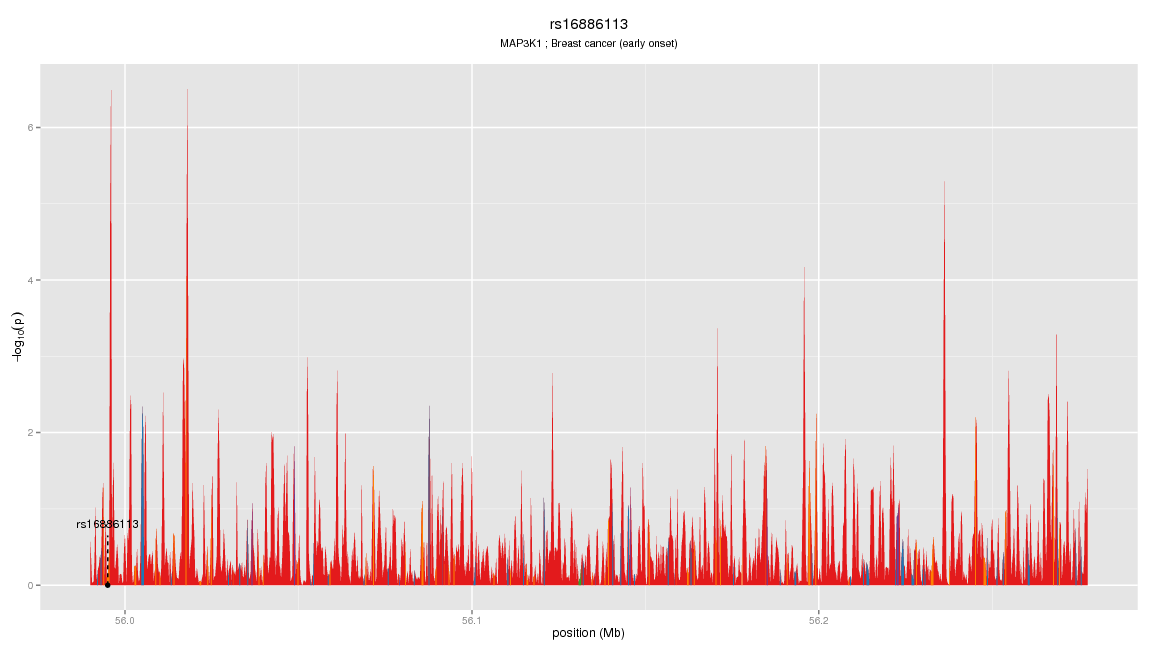 rs16886113
MAP3K1 ; Breast cancer (early onset)
6
4
2
0
−log10(p)
rs16886113
56.0
56.1
56.2
position (Mb)